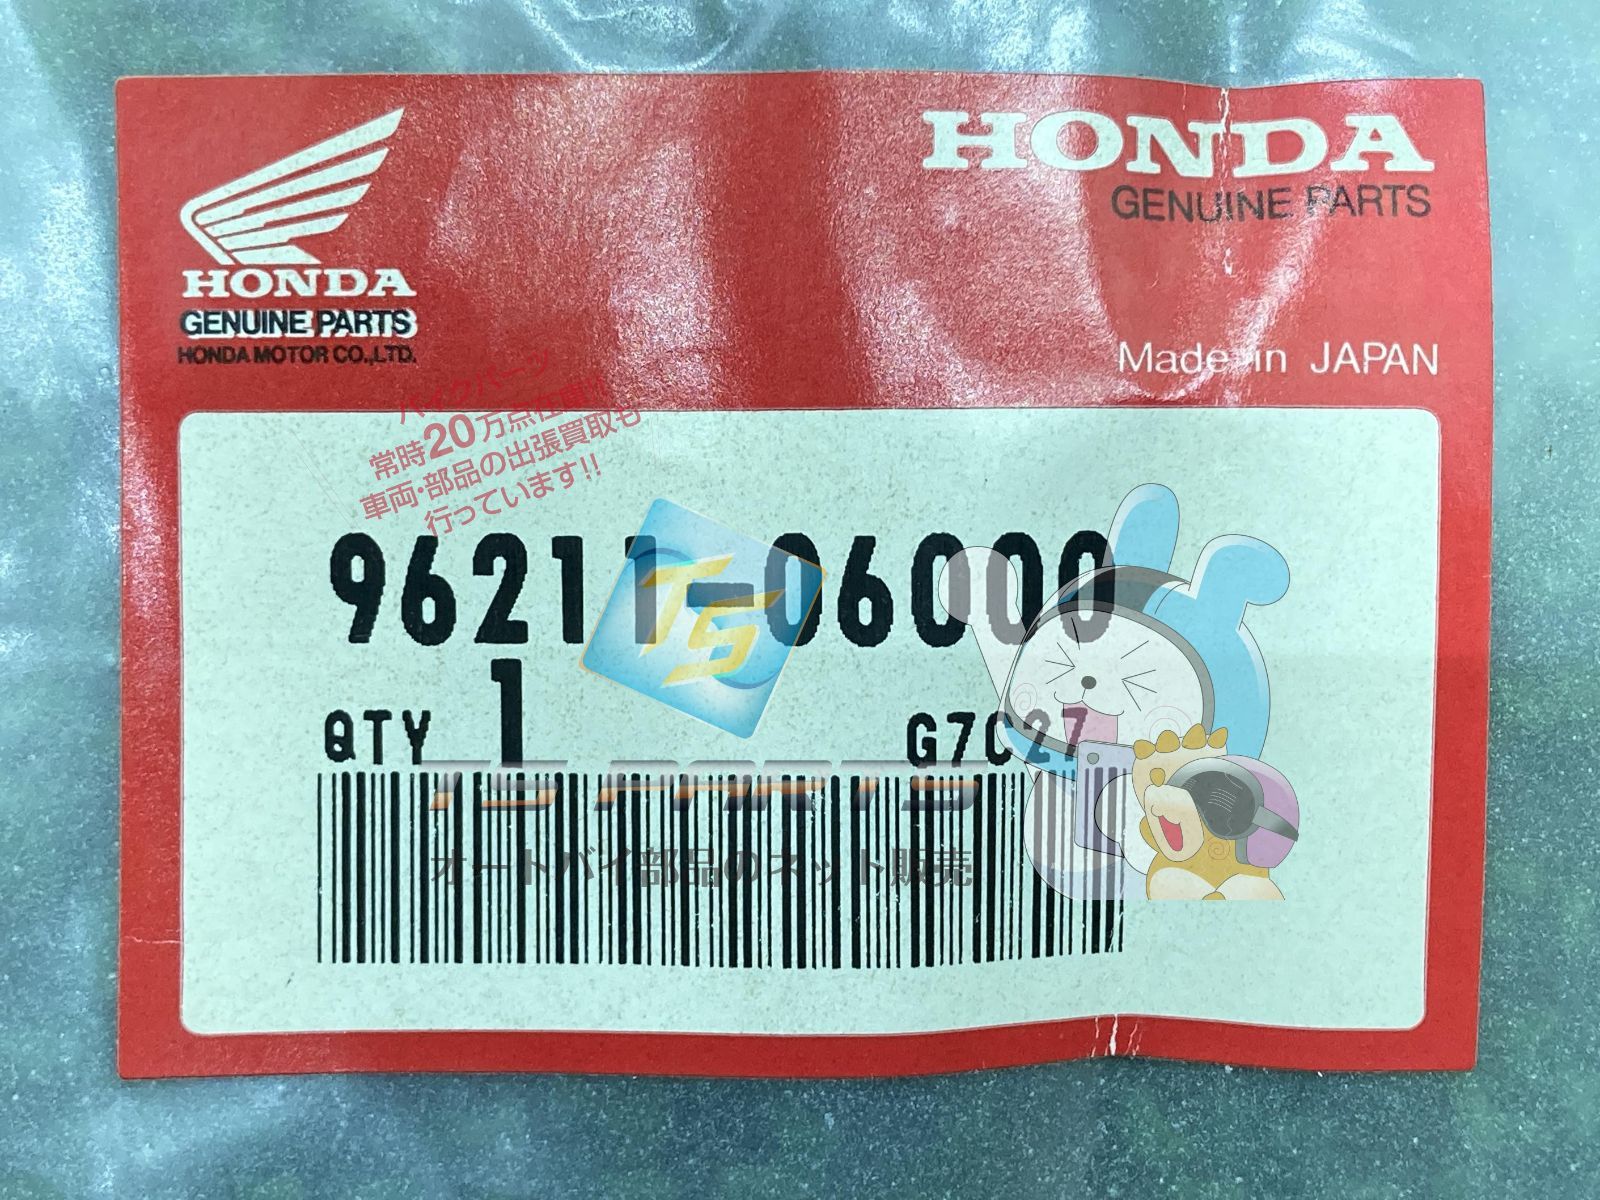 HONDA
GENUINE PARTS
HONDA
GENUINE PARTS
HONDA MOTOR CO.,LTD.
Made in JAPAN
バイクパーツ
常時20万点在庫!!
車両・部品の出張買取も
行っています!!
96211-06000
TS
QTY 1 G7C27
TS PARTS
オートバイ部品のネット販売